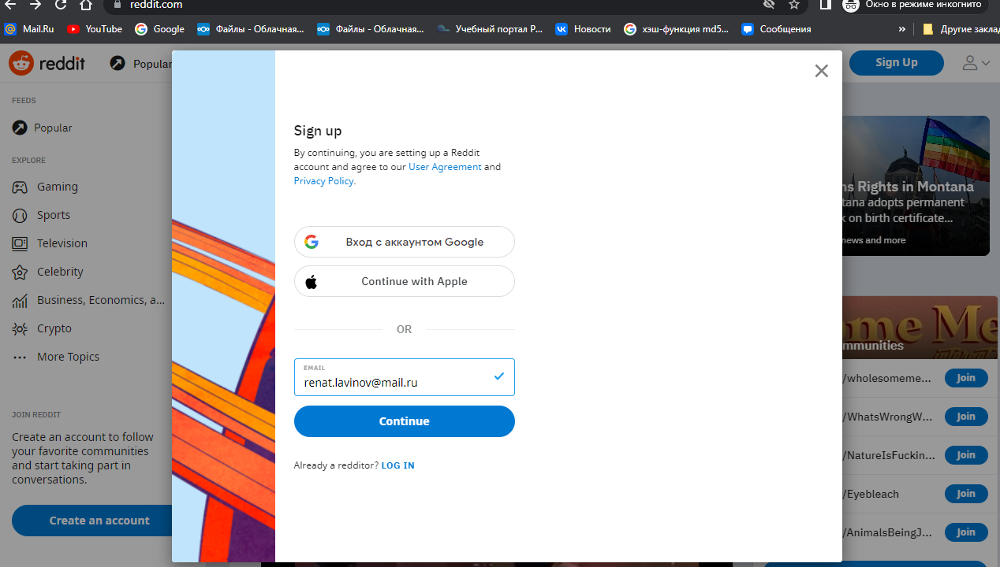 reddit.com
Окно в режиме инкогнито
Mail.Ru
YouTube
Google
Файлы - Облачная...
Файлы - Облачная...
Учебный портал Р...
Новости
хэш-функция md5...
Сообщения
»
Другие заклад
reddit
Popular
Sign Up
FEEDS
Popular
EXPLORE
Gaming
Sports
Television
Celebrity
Business, Economics, a...
Crypto
More Topics
JOIN REDDIT
Create an account to follow
your favorite communities
and start taking part in
conversations.
Create an account
Sign up
By continuing, you are setting up a Reddit
account and agree to our User Agreement and
Privacy Policy.
Вход с аккаунтом Google
Continue with Apple
OR
EMAIL
renat.lavinov@mail.ru
Continue
Already a redditor? LOG IN
ns Rights in Montana
tana adopts permanent
k on birth certificate...
news and more
ome Me
mmunities
/wholesomeme...
Join
/WhatsWrongW...
Join
/NatureIsFuckin...
Join
/Eyebleach
Join
/AnimalsBeingJ...
Join